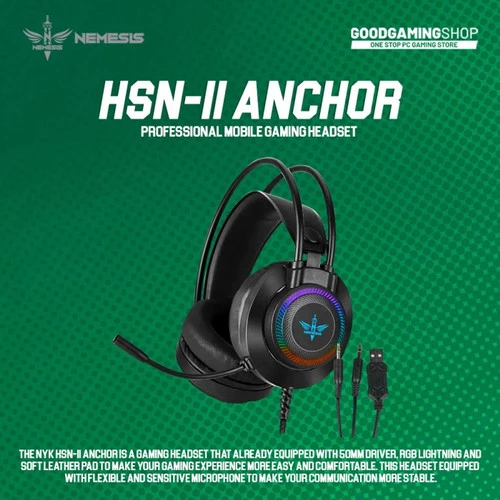 NEMESIS
NEMESIS
GOODGAMINGSHOP
ONE STOP PC GAMING STORE
HSN-II ANCHOR
PROFESSIONAL MOBILE GAMING HEADSET
THE NYK HSN-II ANCHOR IS A GAMING HEADSET THAT ALREADY EQUIPPED WITH 50MM DRIVER, RGB LIGHTNING AND
SOFT LEATHER PAD TO MAKE YOUR GAMING EXPERIENCE MORE EASY AND COMFORTABLE. THIS HEADSET EQUIPPED
WITH FLEXIBLE AND SENSITIVE MICROPHONE TO MAKE YOUR COMMUNICATION MORE STABLE.